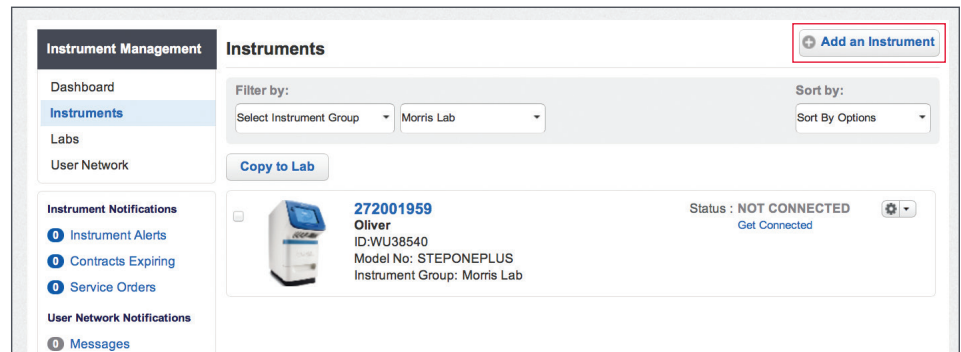 Instrument Management
Dashboard
Instruments
Labs
User Network
Instrument Notifications
0 Instrument Alerts
0 Contracts Expiring
0 Service Orders
User Network Notifications
0 Messages
Instruments
Add an Instrument
Filter by:
Sort by:
Select Instrument Group
Morris Lab
Sort By Options
Copy to Lab
272001959
Oliver
ID:WU38540
Model No: STEPONEPLUS
Instrument Group: Morris Lab
Status : NOT CONNECTED
Get Connected